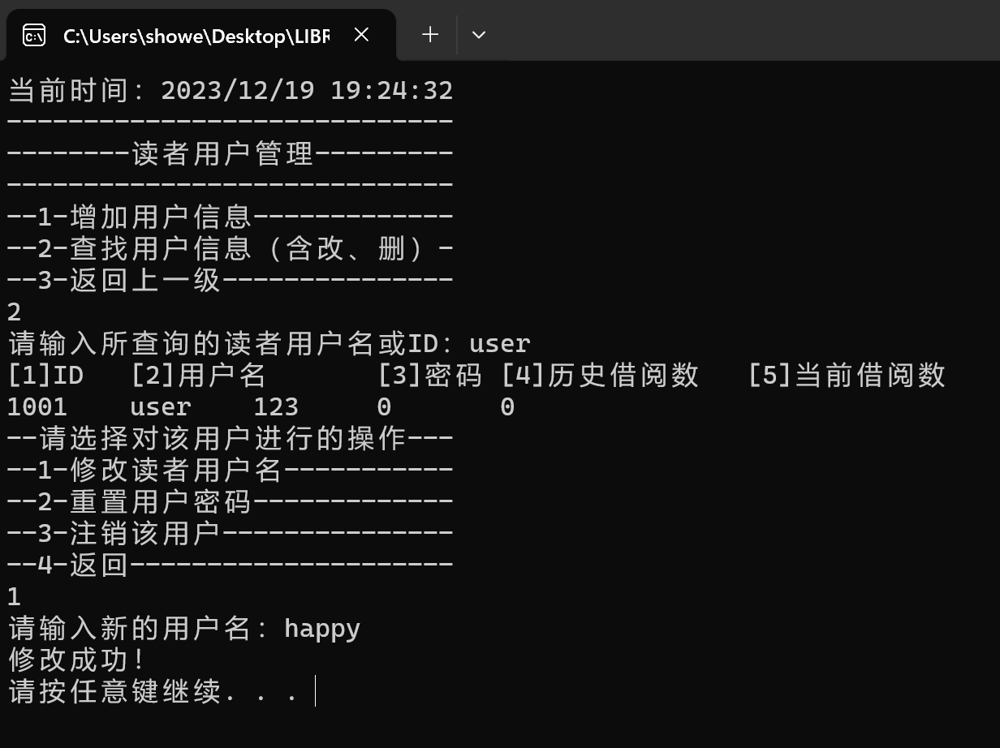 C:\Users\showe\Desktop\LIBR
当前时间：2023/12/19 19:24:32
-----------------------------
--------读者用户管理---------
-----------------------------
--1-增加用户信息-------------
--2-查找用户信息（含改、删）-
--3-返回上一级---------------
2
请输入所查询的读者用户名或ID：user
[1]ID   [2]用户名       [3]密码 [4]历史借阅数   [5]当前借阅数
1001    user    123     0       0
--请选择对该用户进行的操作---
--1-修改读者用户名-----------
--2-重置用户密码-------------
--3-注销该用户---------------
--4-返回---------------------
1
请输入新的用户名：happy
修改成功！
请按任意键继续. . .